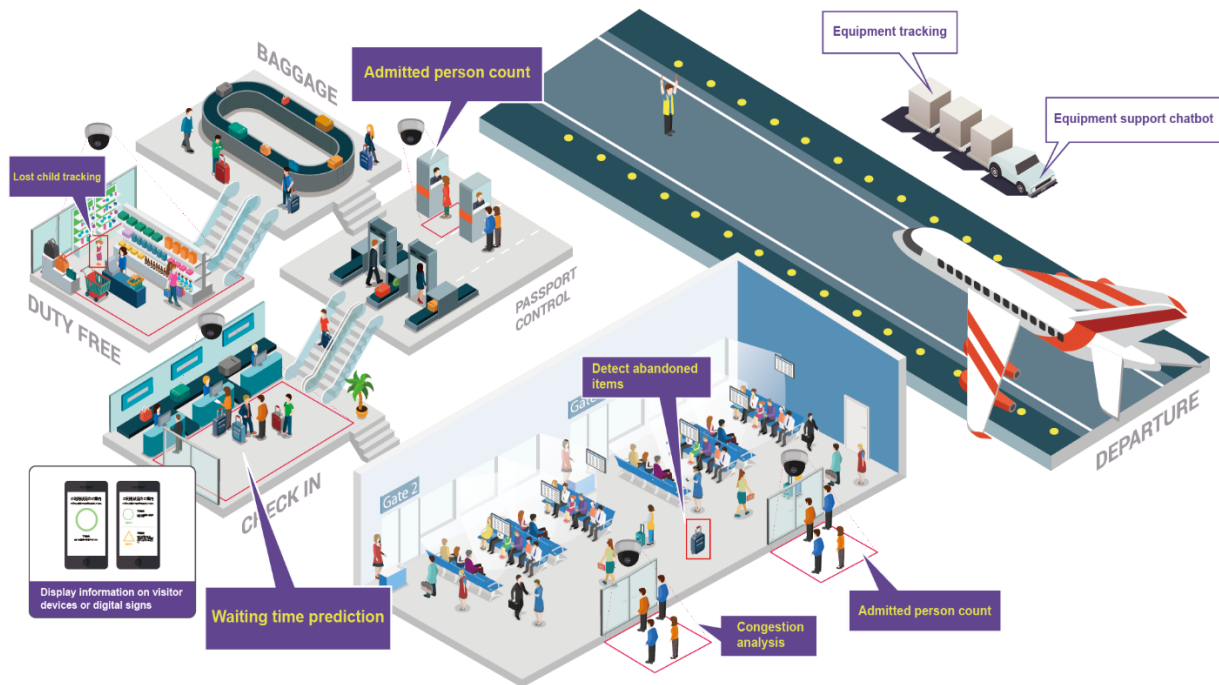 BAGGAGE
Admitted person count
Equipment tracking
Equipment support chatbot
Lost child tracking
DUTY FREE
PASSPORT
CONTROL
Detect abandoned
items
DEPARTURE
CHECK IN
Gate 2
Display information on visitor
devices or digital signs
Waiting time prediction
Congestion
analysis
Admitted person count